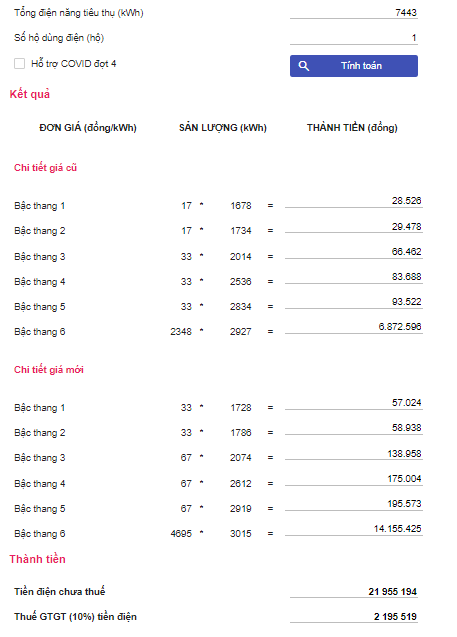 Tổng điện năng tiêu thụ (kWh) 7443
Số hộ dùng điện (hộ) 1
Hỗ trợ COVID đợt 4 Tính toán
Kết quả
ĐƠN GIÁ (đồng/kWh) SẢN LƯỢNG (kWh) THÀNH TIỀN (đồng)
Chi tiết giá cũ
Bậc thang 1 17 * 1678 = 28.526
Bậc thang 2 17 * 1734 = 29.478
Bậc thang 3 33 * 2014 = 66.462
Bậc thang 4 33 * 2536 = 83.688
Bậc thang 5 33 * 2834 = 93.522
Bậc thang 6 2348 * 2927 = 6.872.596
Chi tiết giá mới
Bậc thang 1 33 * 1728 = 57.024
Bậc thang 2 33 * 1786 = 58.938
Bậc thang 3 67 * 2074 = 138.958
Bậc thang 4 67 * 2612 = 175.004
Bậc thang 5 67 * 2919 = 195.573
Bậc thang 6 4695 * 3015 = 14.155.425
Thành tiền
Tiền điện chưa thuế 21 955 194
Thuế GTGT (10%) tiền điện 2 195 519